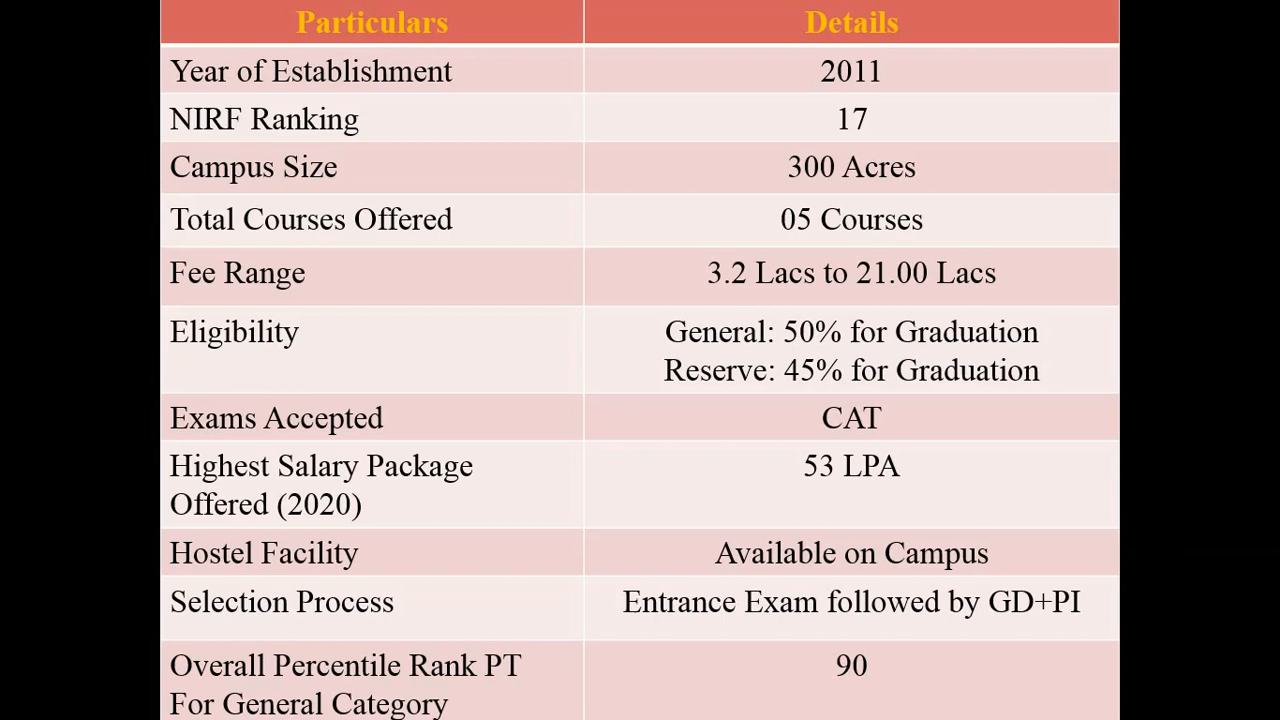 Particulars Details
Year of Establishment 2011
NIRF Ranking 17
Campus Size 300 Acres
Total Courses Offered 05 Courses
Fee Range 3.2 Lacs to 21.00 Lacs
Eligibility General: 50% for Graduation
Reserve: 45% for Graduation
Exams Accepted CAT
Highest Salary Package 53 LPA
Offered (2020)
Hostel Facility Available on Campus
Selection Process Entrance Exam followed by GD+PI
Overall Percentile Rank PT 90
For General Category